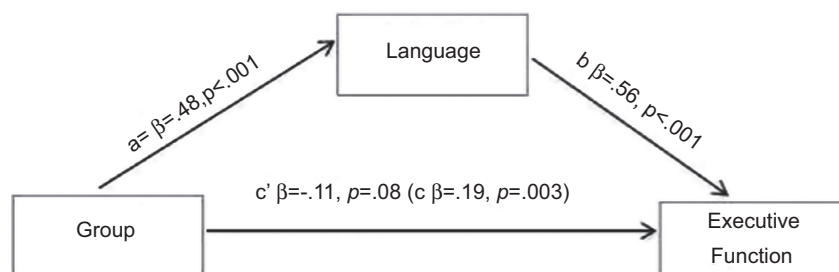 Language
a= β=.48,p<.001
b β=.56, p<.001
c’ β=-.11, p=.08 (c β=.19, p=.003)
Group
Executive
Function